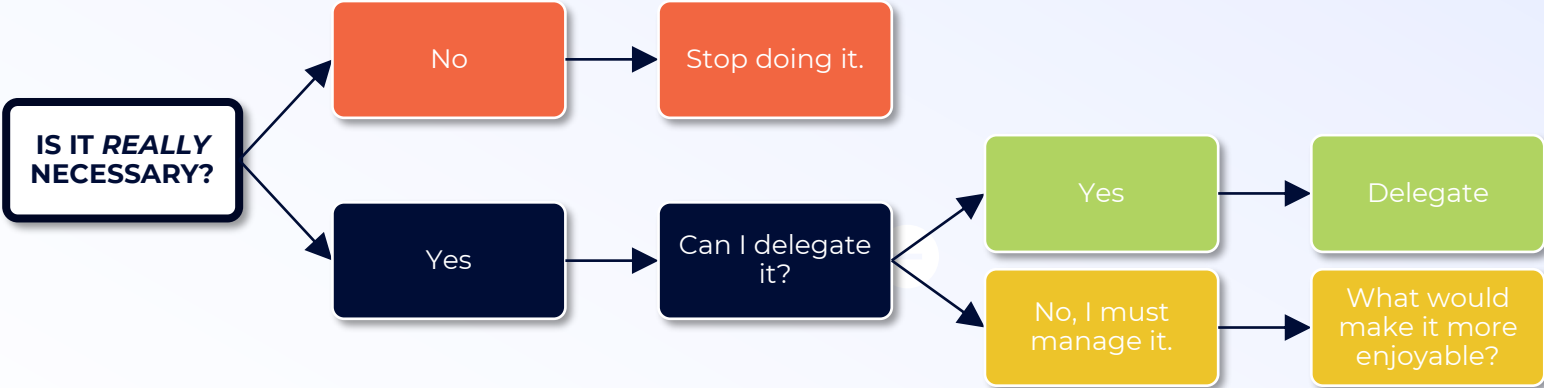 IS IT REALLY
NECESSARY?
No
Stop doing it.
Yes
Can I delegate
it?
Yes
Delegate
No, I must
manage it.
What would
make it more
enjoyable?